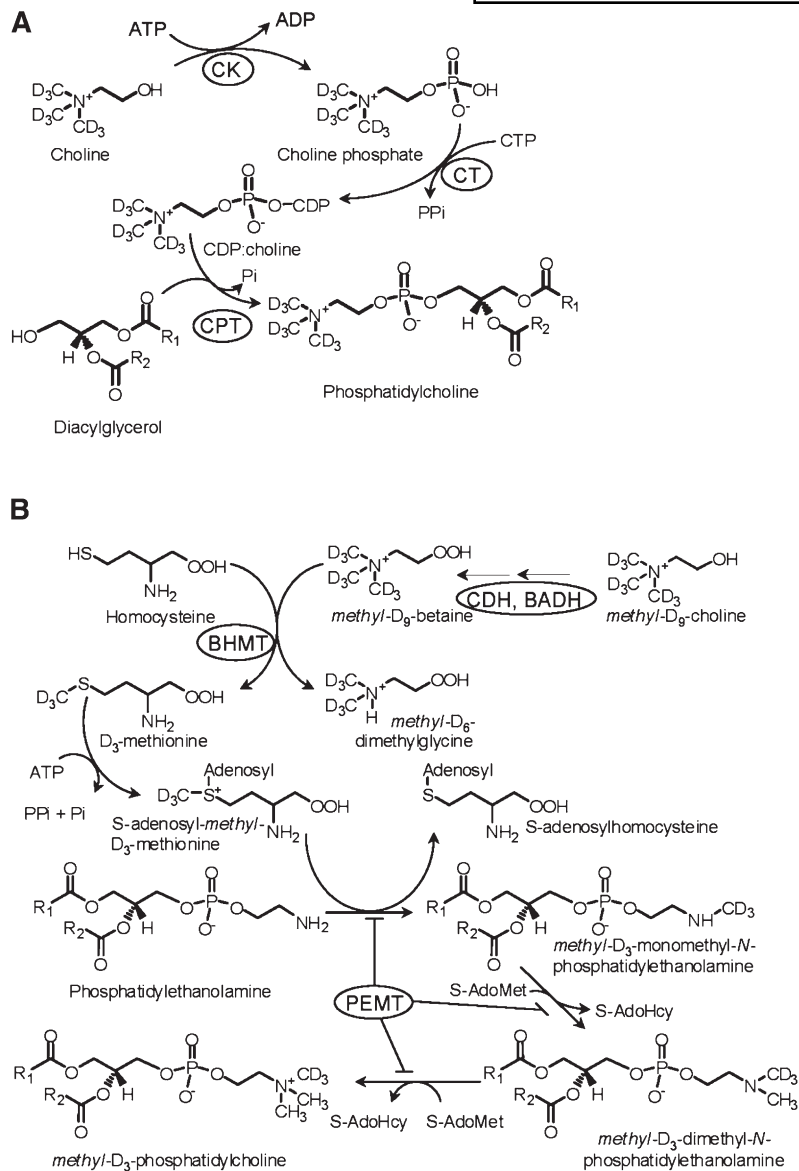 A
ATP
ADP
CK
D3C
N+
D3C
CD3
OH
Choline
D3C
N+
D3C
CD3
O
O
P
OH
O-
Choline phosphate
CTP
CT
PPi
D3C
N+
D3C
CD3
O
O
P
O-CDP
O-
CDP:choline
Pi
CPT
HO
H
O
O
R1
O
R2
O
Diacylglycerol
D3C
N+
D3C
CD3
O
O
P
O
O-
H
O
O
R1
O
R2
O
Phosphatidylcholine
B
HS
OOH
NH2
Homocysteine
D3C
N+
D3C
CD3
OOH
methyl-D9-betaine
CDH, BADH
D3C
N+
D3C
CD3
OH
methyl-D9-choline
BHMT
D3C
S
OOH
NH2
D3-methionine
D3C
N+
D3C
H
OOH
methyl-D6-
dimethylglycine
ATP
PPi + Pi
Adenosyl
D3C-S+
OOH
NH2
S-adenosyl-methyl-
D3-methionine
Adenosyl
S
OOH
NH2
S-adenosylhomocysteine
O
R1
O
R2
O
O
H
O
O
P
O-
O
NH2
Phosphatidylethanolamine
O
R1
O
R2
O
O
H
O
O
P
O-
O
NH
CD3
methyl-D3-monomethyl-N-
phosphatidylethanolamine
PEMT
S-AdoMet
S-AdoHcy
O
R1
O
R2
O
O
H
O
O
P
O-
O
N+
CD3
CH3
CH3
methyl-D3-phosphatidylcholine
S-AdoHcy
S-AdoMet
O
R1
O
R2
O
O
H
O
O
P
O-
O
N
CD3
CH3
methyl-D3-dimethyl-N-
phosphatidylethanolamine